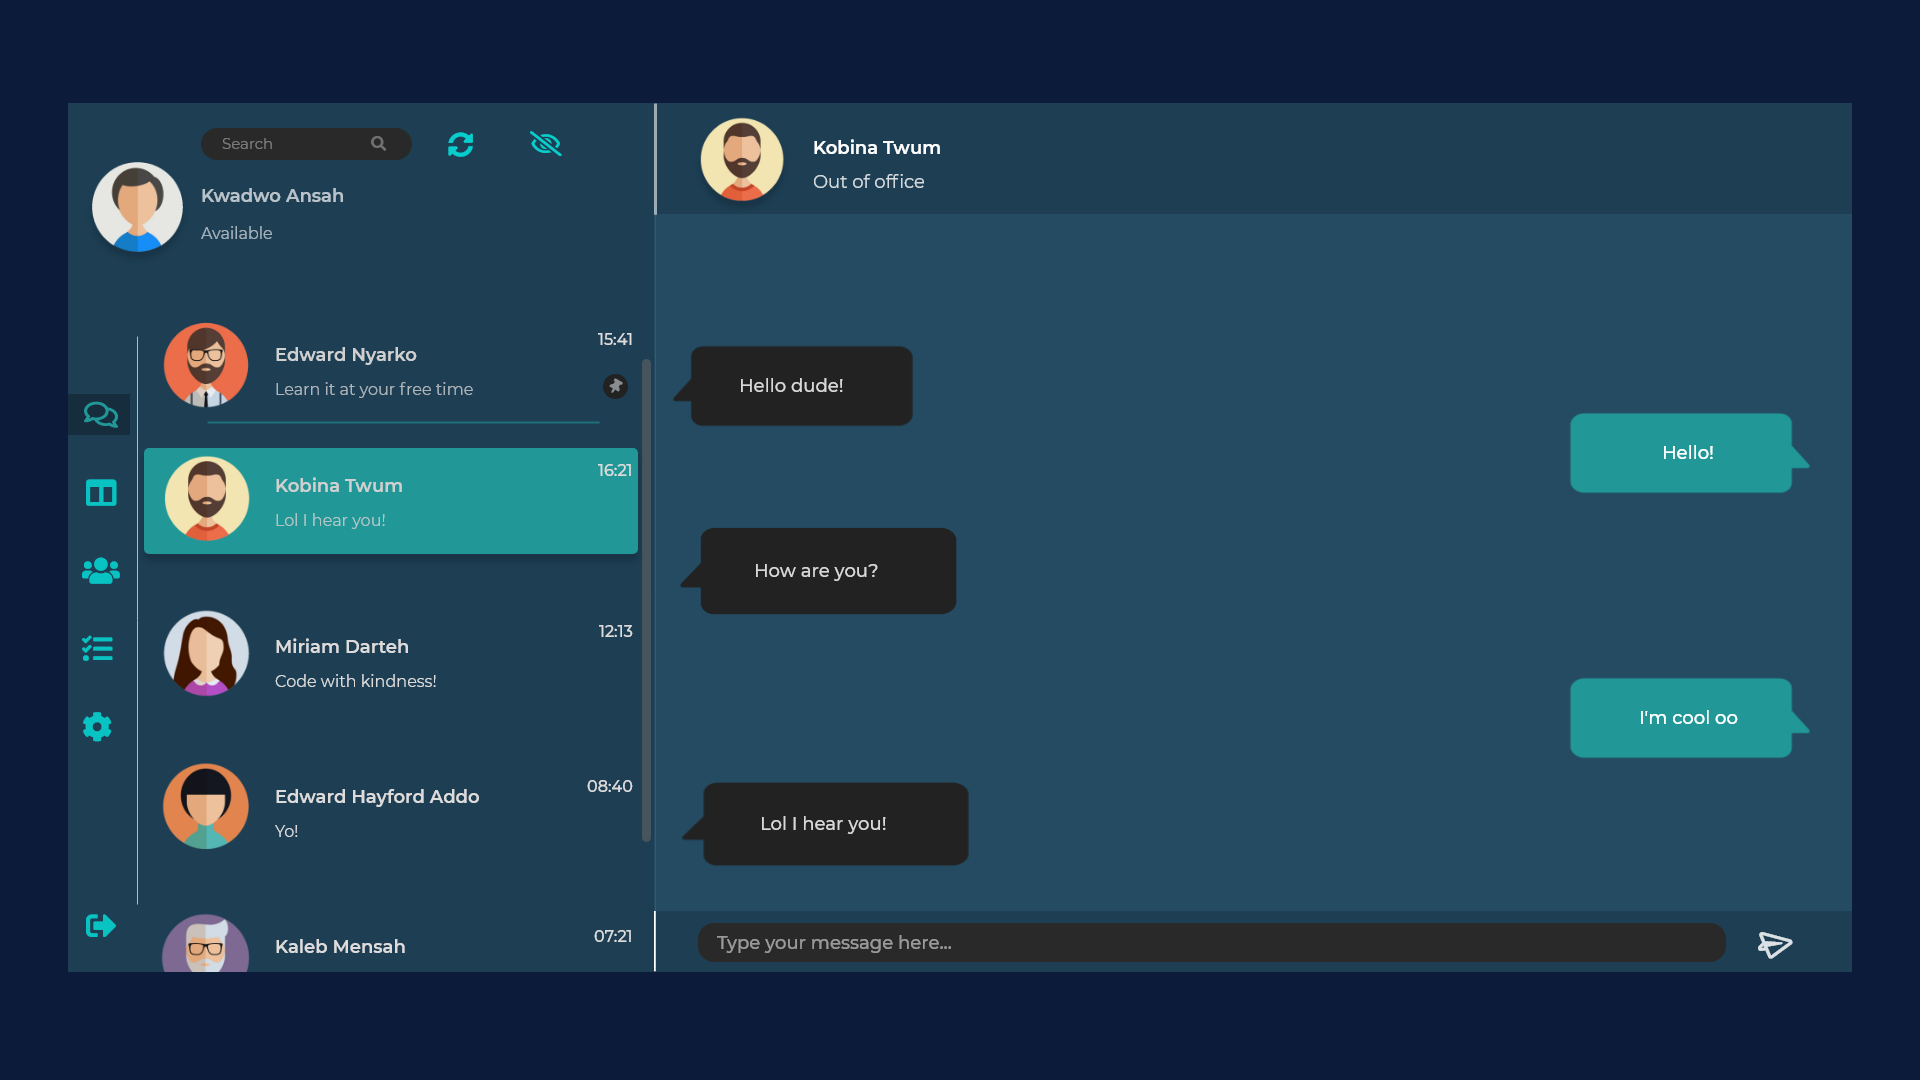 Search
Kwadwo Ansah
Available
Edward Nyarko
15:41
Learn it at your free time
Kobina Twum
16:21
Lol I hear you!
Miriam Darteh
12:13
Code with kindness!
Edward Hayford Addo
08:40
Yo!
Kaleb Mensah
07:21
Kobina Twum
Out of office
Hello dude!
Hello!
How are you?
I'm cool oo
Lol I hear you!
Type your message here...